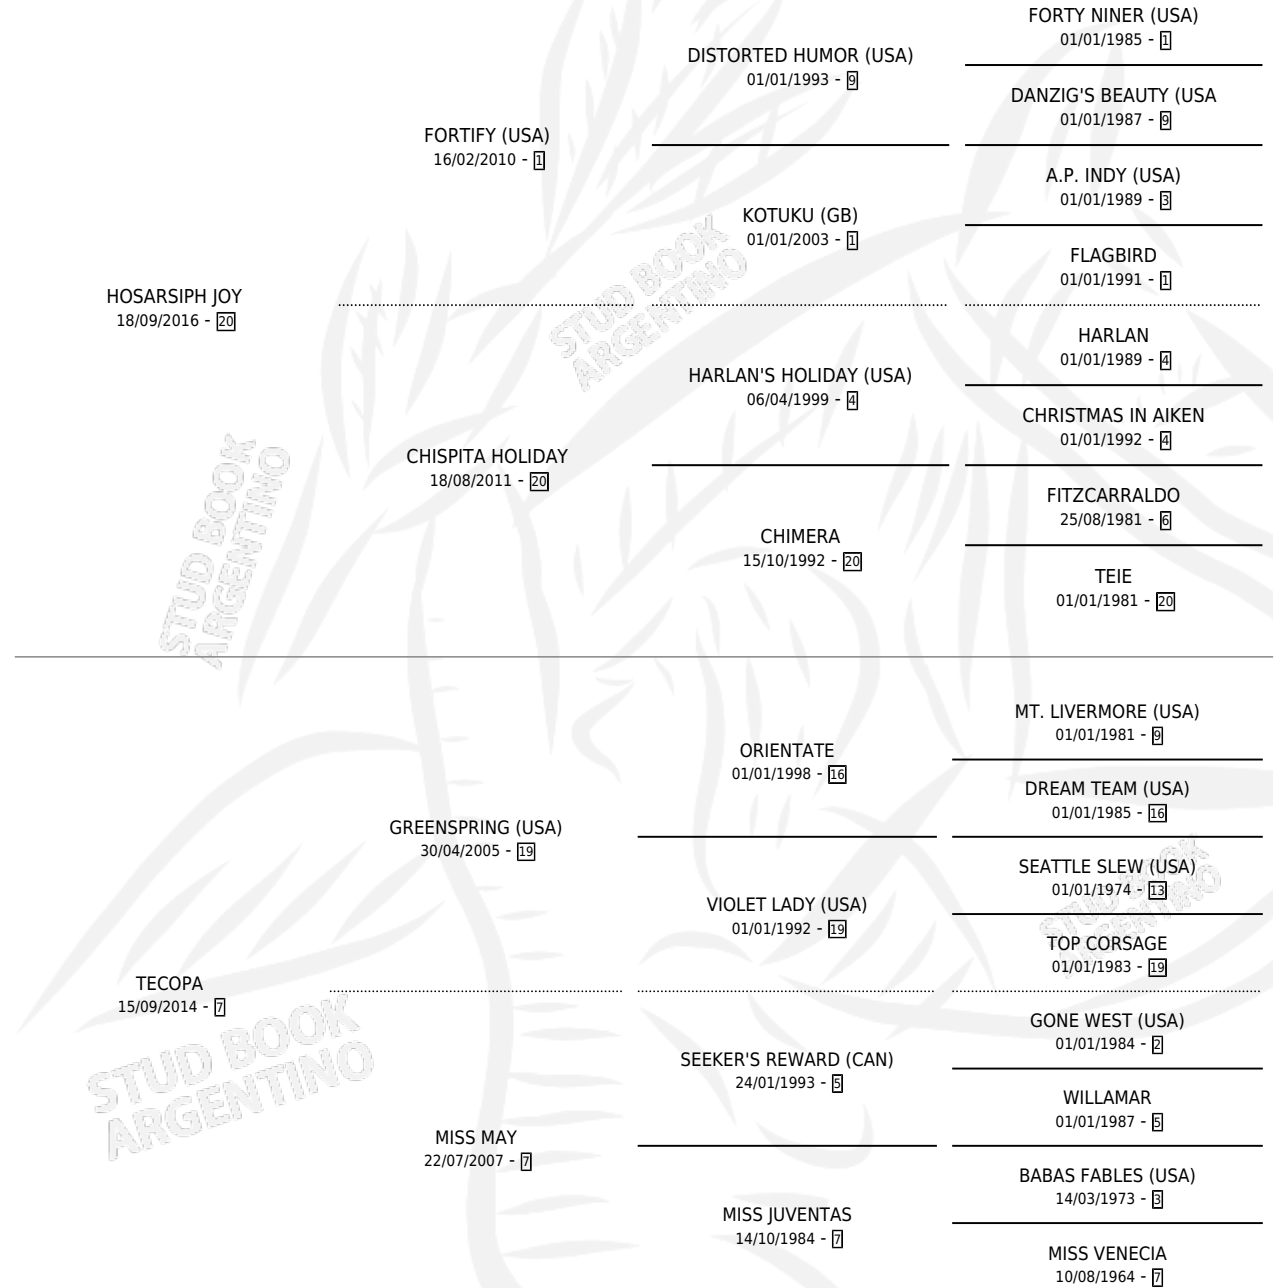 FORTY NINER (USA)
01/01/1985 - 1
DISTORTED HUMOR (USA)
01/01/1993 - 9
DANZIG'S BEAUTY (USA
01/01/1987 - 9
FORTIFY (USA)
16/02/2010 - 1
A.P. INDY (USA)
01/01/1989 - 3
KOTUKU (GB)
01/01/2003 - 1
FLAGBIRD
01/01/1991 - 1
HOSARSIPH JOY
18/09/2016 - 20
STUD BOOK
ARGENTINO
HARLAN
01/01/1989 - 4
HARLAN'S HOLIDAY (USA)
06/04/1999 - 4
CHRISTMAS IN AIKEN
01/01/1992 - 4
CHISPITA HOLIDAY
18/08/2011 - 20
FITZCARRALDO
25/08/1981 - 6
CHIMERA
15/10/1992 - 20
TEIE
01/01/1981 - 20
STUD BOOK
ARGENTINO
MT. LIVERMORE (USA)
01/01/1981 - 9
ORIENTATE
01/01/1998 - 16
DREAM TEAM (USA)
01/01/1985 - 16
GREENSPRING (USA)
30/04/2005 - 19
SEATTLE SLEW (USA)
01/01/1974 - 13
VIOLET LADY (USA)
01/01/1992 - 19
STUD BOOK
ARGENTINO
TOP CORSAGE
01/01/1983 - 19
TECOPA
15/09/2014 - 7
GONE WEST (USA)
01/01/1984 - 2
SEEKER'S REWARD (CAN)
24/01/1993 - 5
STUD BOOK
ARGENTINO
WILLAMAR
01/01/1987 - 5
MISS MAY
22/07/2007 - 7
BABAS FABLES (USA)
14/03/1973 - 3
MISS JUVENTAS
14/10/1984 - 7
MISS VENECIA
10/08/1964 - 7